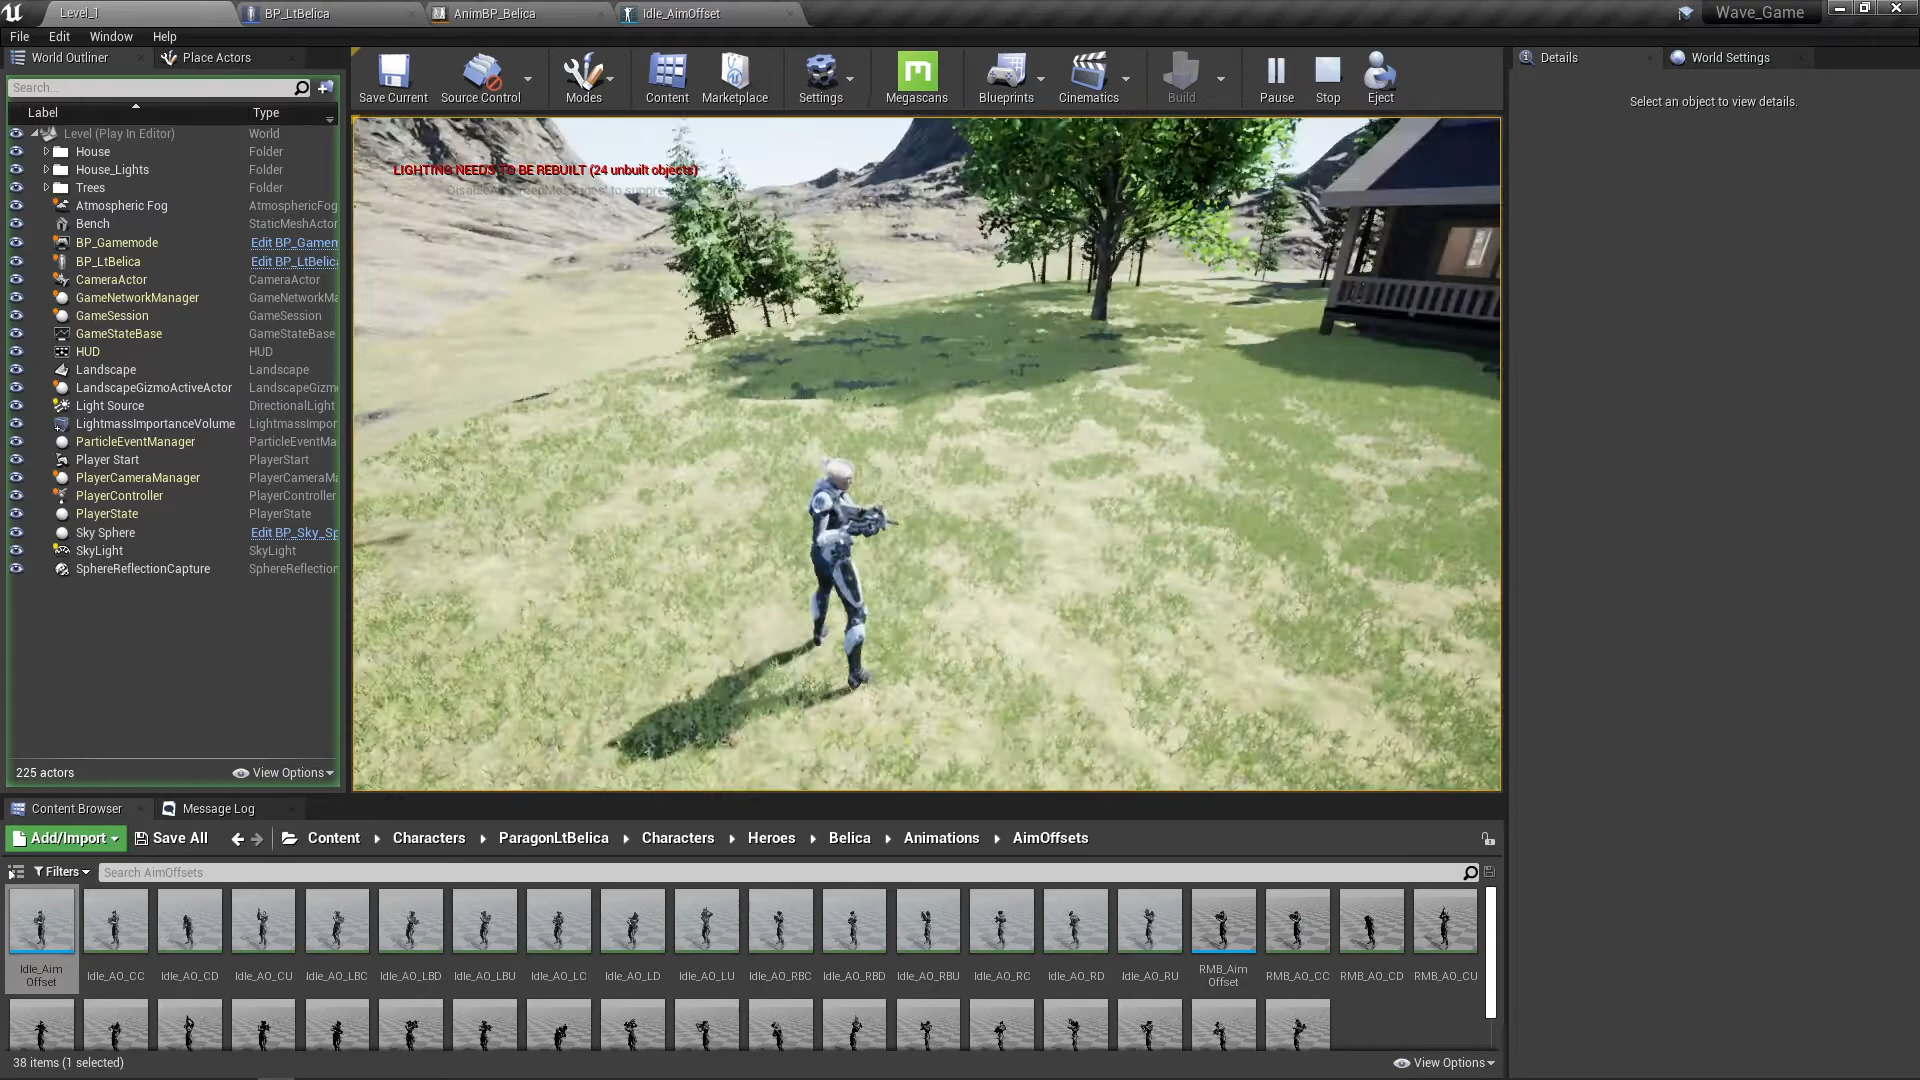 Level_1
BP_LtBelica
AnimBP_Belica
Idle_AimOffset
Wave_Game
File Edit Window Help
World Outliner
Place Actors
Search...
Label Type
Level (Play In Editor) World
House Folder
House_Lights Folder
Trees Folder
Atmospheric Fog AtmosphericFog
Bench StaticMeshActor
BP_Gamemode Edit BP_Gamem
BP_LtBelica Edit BP_LtBelica
CameraActor CameraActor
GameNetworkManager GameNetworkMa
GameSession GameSession
GameStateBase GameStateBase
HUD HUD
Landscape Landscape
LandscapeGizmoActiveActor LandscapeGizm
Light Source DirectionalLight
LightmassImportanceVolume LightmassImpor
ParticleEventManager ParticleEventMa
Player Start PlayerStart
PlayerCameraManager PlayerCameraMa
PlayerController PlayerController
PlayerState PlayerState
Sky Sphere Edit BP_Sky_Sp
SkyLight SkyLight
SphereReflectionCapture SphereReflection
225 actors
View Options
Save Current
Source Control
Modes
Content
Marketplace
Settings
Megascans
Blueprints
Cinematics
Build
Pause
Stop
Eject
LIGHTING NEEDS TO BE REBUILT (24 unbuilt objects)
Details
World Settings
Select an object to view details.
Content Browser
Message Log
Add/Import Save All Content Characters ParagonLtBelica Characters Heroes Belica Animations AimOffsets
Filters Search AimOffsets
Idle_Aim
Offset
Idle_AO_CC
Idle_AO_CD
Idle_AO_CU
Idle_AO_LBC
Idle_AO_LBD
Idle_AO_LBU
Idle_AO_LC
Idle_AO_LD
Idle_AO_LU
Idle_AO_RBC
Idle_AO_RBD
Idle_AO_RBU
Idle_AO_RC
Idle_AO_RD
Idle_AO_RU
RMB_Aim
Offset
RMB_AO_CC
RMB_AO_CD
RMB_AO_CU
38 items (1 selected)
View Options